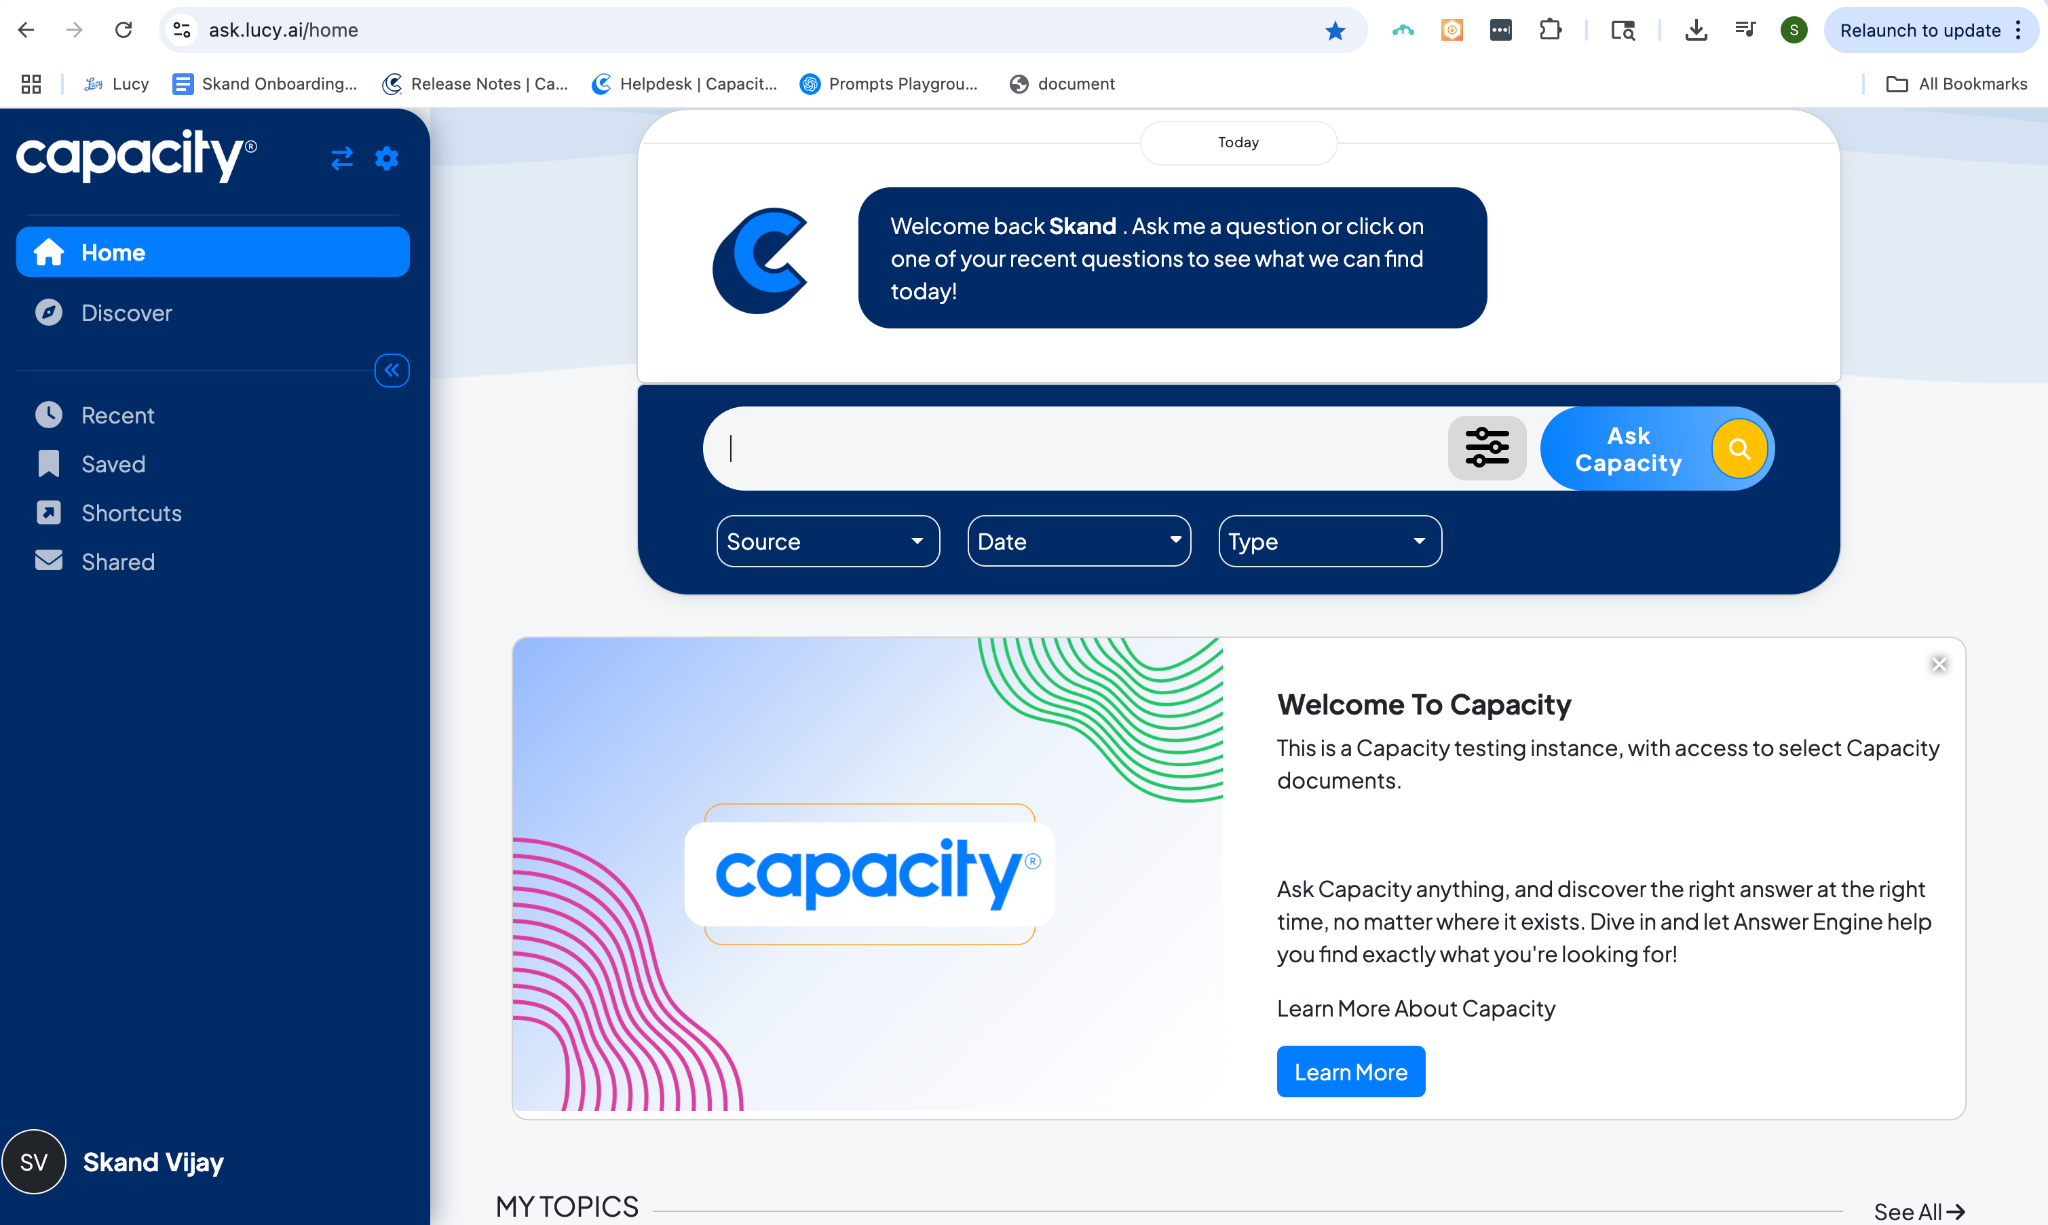 ask.lucy.ai/home
S
Relaunch to update
Lucy
Lucy
Skand Onboarding...
Release Notes | Ca...
Helpdesk | Capacit...
Prompts Playgrou...
document
All Bookmarks
capacity®
Home
Discover
Recent
Saved
Shortcuts
Shared
SV
Skand Vijay
Today
Welcome back Skand . Ask me a question or click on
one of your recent questions to see what we can find
today!
Ask
Capacity
Source
Date
Type
capacity®
Welcome To Capacity
This is a Capacity testing instance, with access to select Capacity
documents.
Ask Capacity anything, and discover the right answer at the right
time, no matter where it exists. Dive in and let Answer Engine help
you find exactly what you're looking for!
Learn More About Capacity
Learn More
MY TOPICS
See All